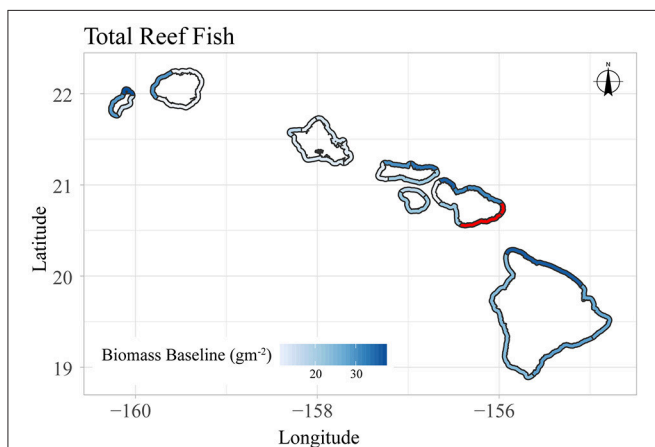 Total Reef Fish
N
22
21
20
19
Latitude
Biomass Baseline (gm-2)
20 30
−160 −158 −156
Longitude